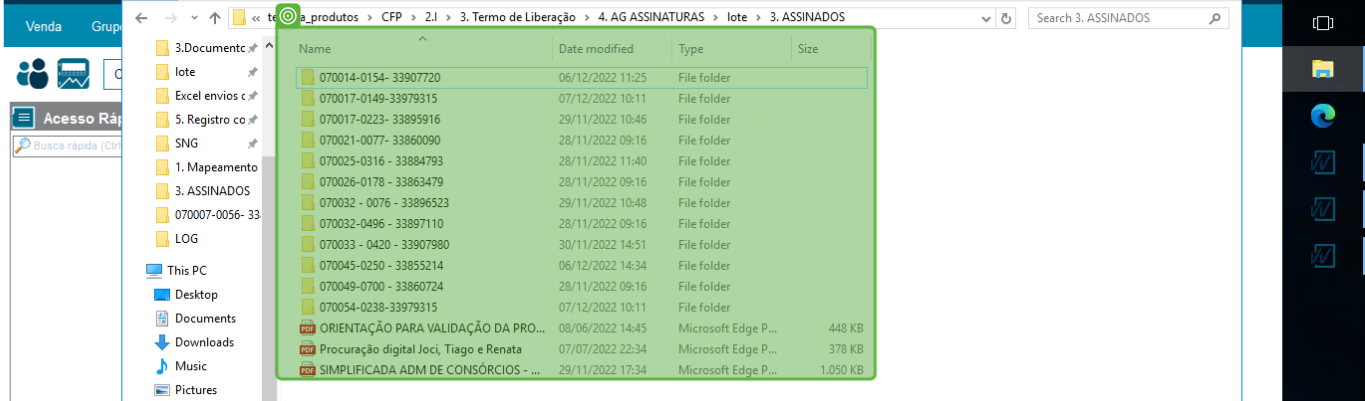 Venda Grup
« te a_produtos > CFP > 2.I > 3. Termo de Liberação > 4. AG ASSINATURAS > lote > 3. ASSINADOS
Search 3. ASSINADOS
Acesso Ráp
Busca rápida (Ctrl
3.Documento
lote
Excel envios c
5. Registro co
SNG
1. Mapeamento
3. ASSINADOS
070007-0056- 33
LOG
This PC
Desktop
Documents
Downloads
Music
Pictures
Name Date modified Type Size
070014-0154- 33907720 06/12/2022 11:25 File folder
070017-0149-33979315 07/12/2022 10:11 File folder
070017-0223- 33895916 29/11/2022 10:46 File folder
070021-0077- 33860090 28/11/2022 09:16 File folder
070025-0316 - 33884793 28/11/2022 11:40 File folder
070026-0178 - 33863479 28/11/2022 09:16 File folder
070032 - 0076 - 33896523 29/11/2022 10:48 File folder
070032-0496 - 33897110 28/11/2022 09:16 File folder
070033 - 0420 - 33907980 30/11/2022 14:51 File folder
070045-0250 - 33855214 06/12/2022 14:34 File folder
070049-0700 - 33860724 28/11/2022 09:16 File folder
070054-0238-33979315 07/12/2022 10:11 File folder
PDF ORIENTAÇÃO PARA VALIDAÇÃO DA PRO... 08/06/2022 14:45 Microsoft Edge P... 448 KB
PDF Procuração digital Joci, Tiago e Renata 07/07/2022 22:34 Microsoft Edge P... 378 KB
PDF SIMPLIFICADA ADM DE CONSÓRCIOS - ... 29/11/2022 17:34 Microsoft Edge P... 1.050 KB